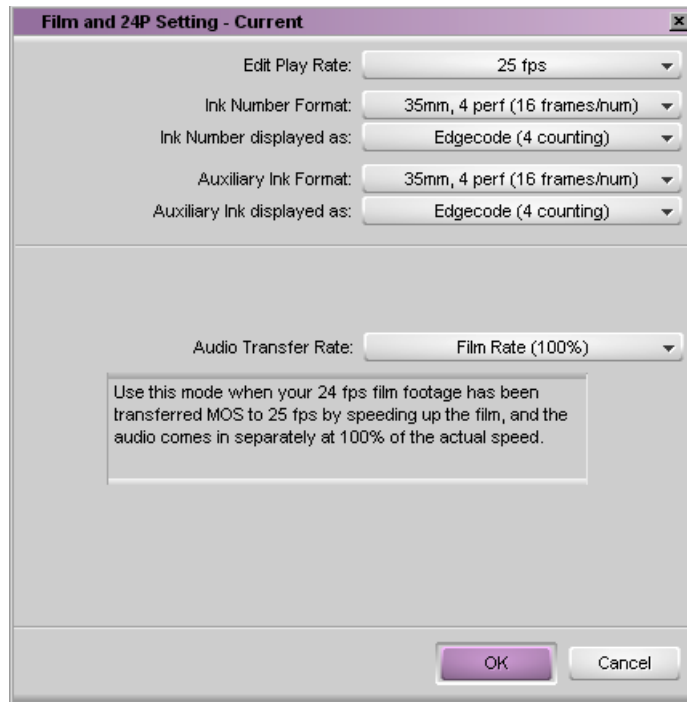 Film and 24P Setting - Current
Edit Play Rate: 25 fps
Ink Number Format: 35mm, 4 perf (16 frames/num)
Ink Number displayed as: Edgecode (4 counting)
Auxiliary Ink Format: 35mm, 4 perf (16 frames/num)
Auxiliary Ink displayed as: Edgecode (4 counting)
Audio Transfer Rate: Film Rate (100%)
Use this mode when your 24 fps film footage has been
transferred MOS to 25 fps by speeding up the film, and the
audio comes in separately at 100% of the actual speed.
OK Cancel